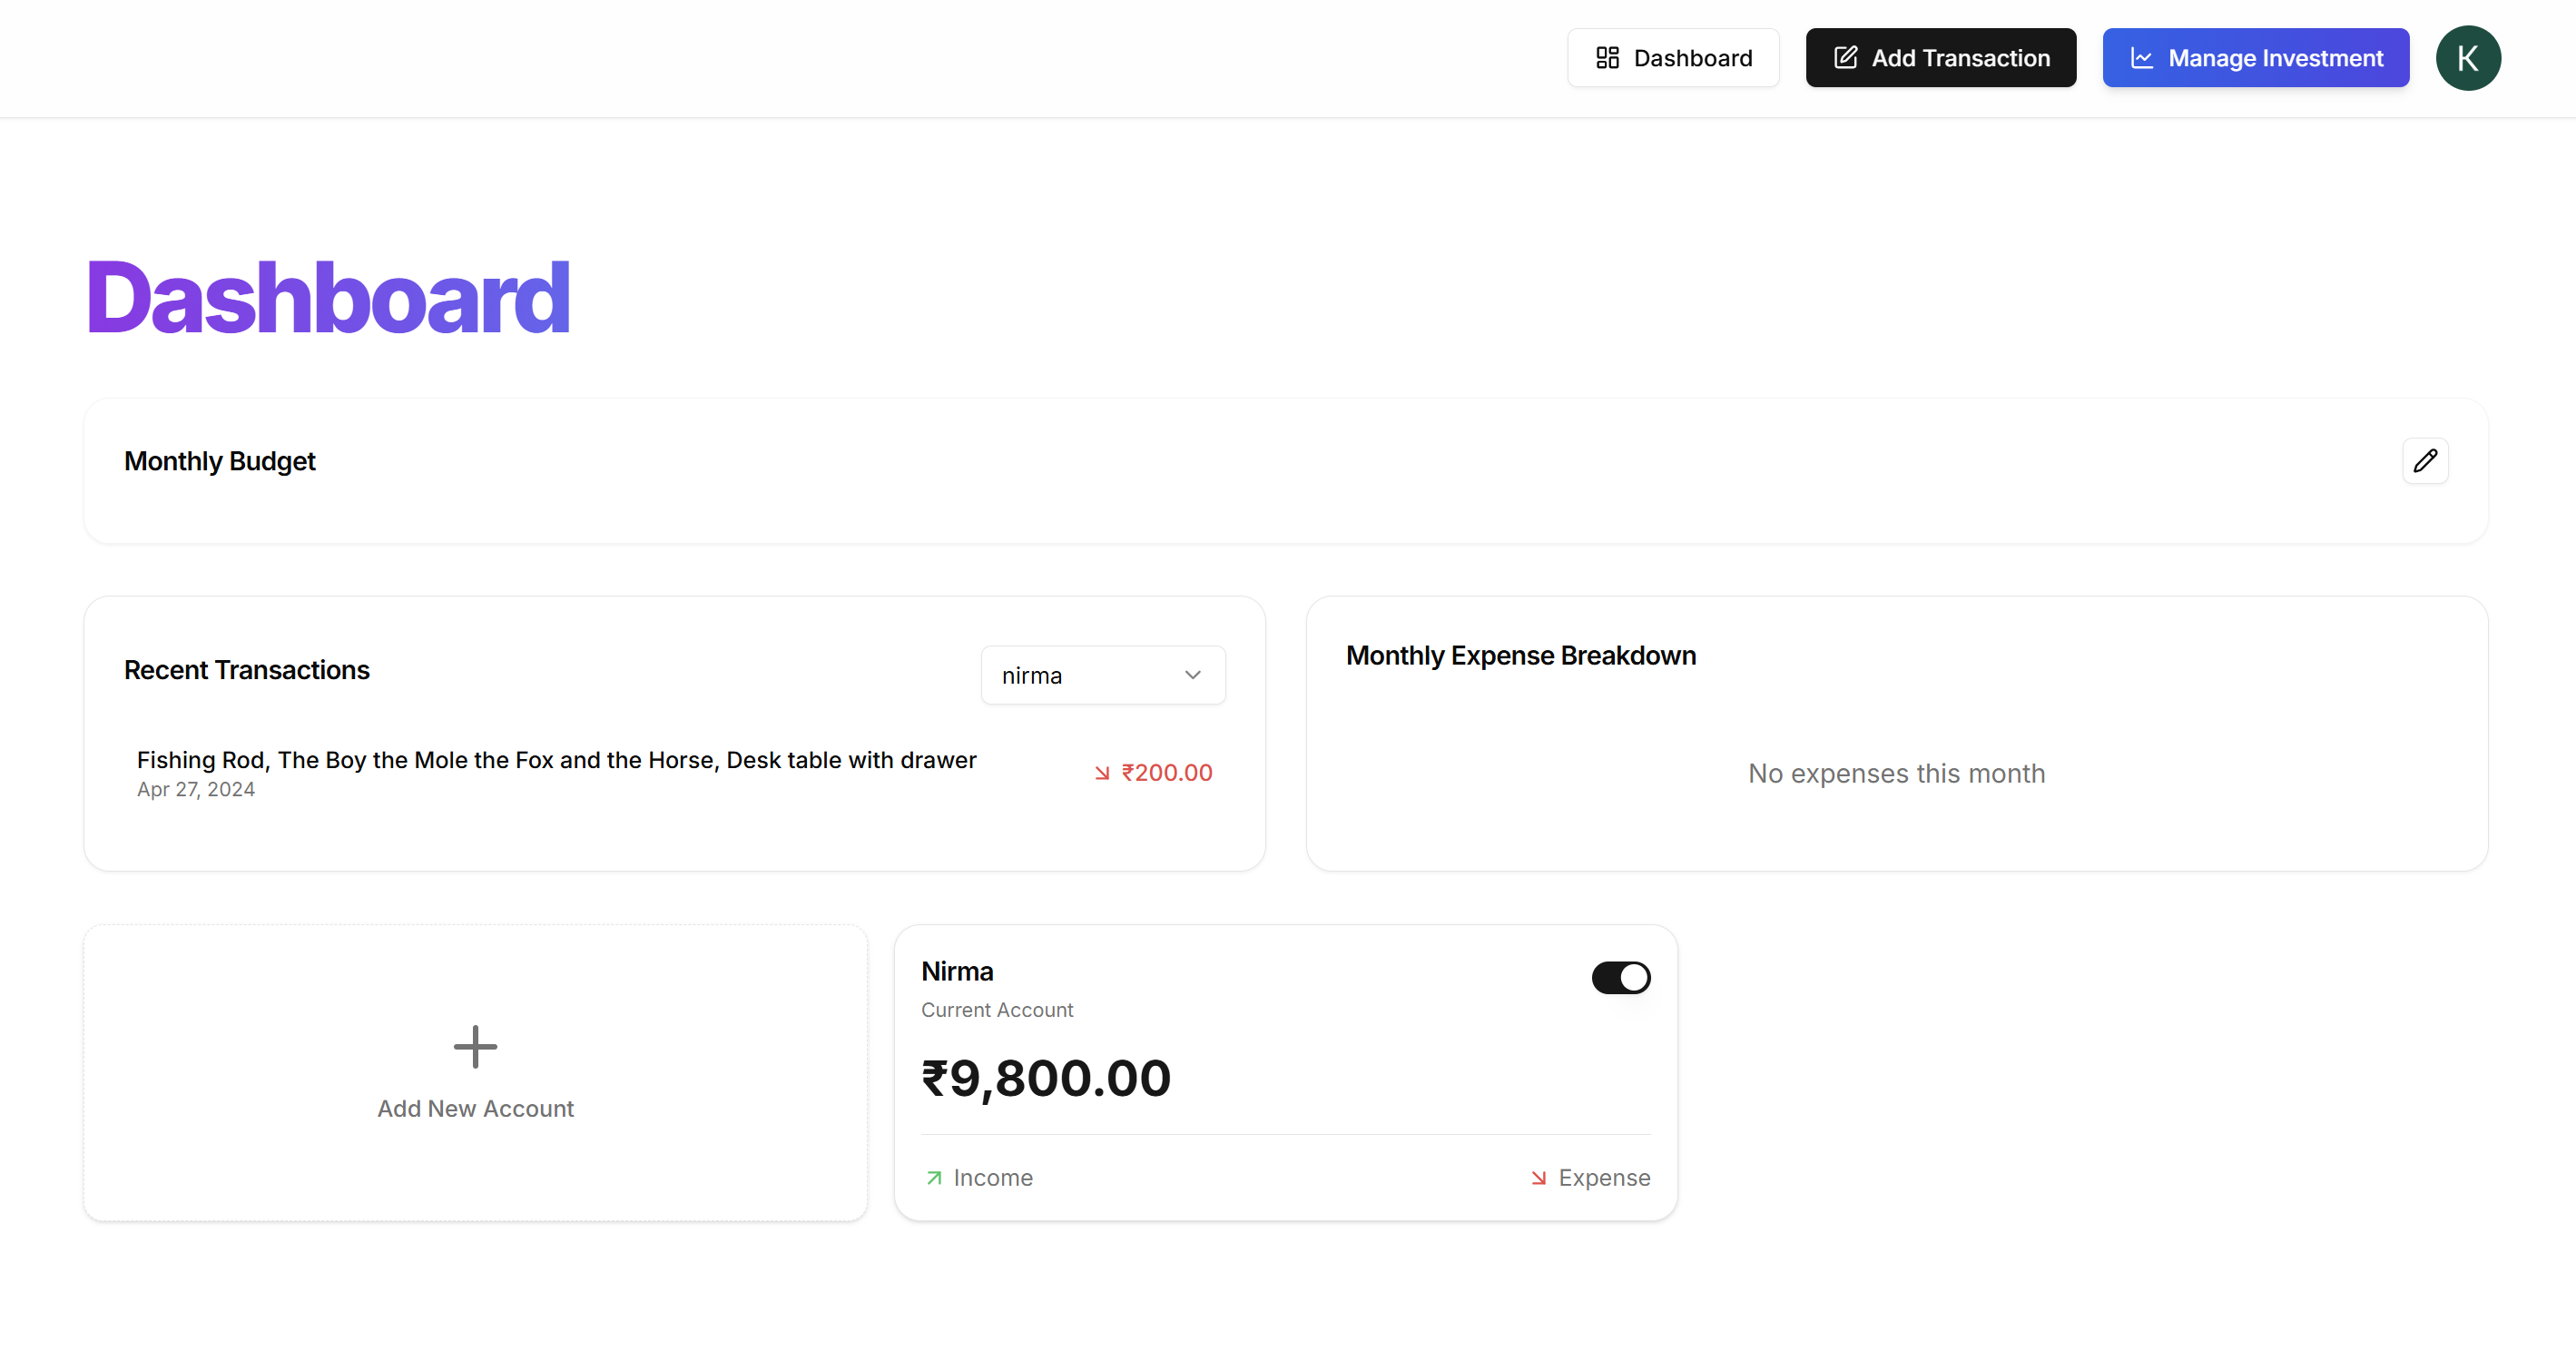 Dashboard
Add Transaction
Manage Investment
K
Dashboard
Monthly Budget
Recent Transactions
nirma
Fishing Rod, The Boy the Mole the Fox and the Horse, Desk table with drawer
Apr 27, 2024
₹200.00
Monthly Expense Breakdown
No expenses this month
Add New Account
Nirma
Current Account
₹9,800.00
Income
Expense